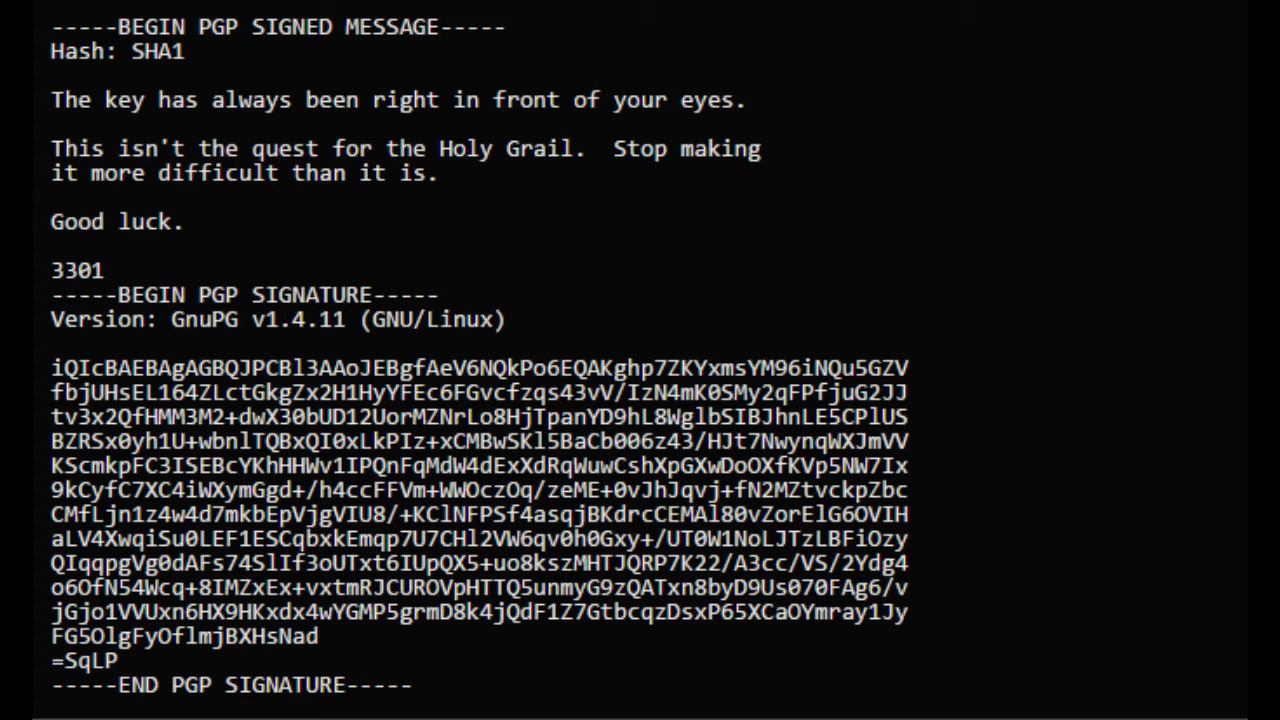 -----BEGIN PGP SIGNED MESSAGE-----
Hash: SHA1
The key has always been right in front of your eyes.
This isn't the quest for the Holy Grail.  Stop making
it more difficult than it is.
Good luck.
3301
-----BEGIN PGP SIGNATURE-----
Version: GnuPG v1.4.11 (GNU/Linux)
iQIcBAEBAgAGBQJPCBl3AAoJEBgfAeV6NQkPo6EQAKghp7ZKYxmsYM96iNQu5GZV
fbjUHsEL164ZLctGkgZx2H1HyYFEc6FGvcfzqs43vV/IzN4mK0SMy2qFPfjuG2JJ
tv3x2QfHMM3M2+dwX30bUD12UorMZNrLo8HjTpanYD9hL8WglbSIBJhnLE5CPlUS
BZRSx0yh1U+wbnlTQBxQI0xLkPIz+xCMBwSKl5BaCb006z43/HJt7NwynqWXJmVV
KScmkpFC3ISEBcYKhHHWv1IPQnFqMdW4dExXdRqWuwCshXpGXwDoOXfKVp5NW7Ix
9kCyfC7XC4iWXymGgd+/h4ccFFVm+WWOczOq/zeME+0vJhJqvj+fN2MZtvckpZbc
CMfLjn1z4w4d7mkbEpVjgVIU8/+KClNFPSf4asqjBKdrcCEMAl80vZorElG6OVIH
aLV4XwqiSu0LEF1ESCqbxkEmqp7U7CHl2VW6qv0h0Gxy+/UT0W1NoLJTzLBFiOzy
QIqqpgVg0dAFs74SlIf3oUTxt6IUpQX5+uo8kszMHTJQRP7K22/A3cc/VS/2Ydg4
o6OfN54Wcq+8IMZxEx+vxtmRJCUROVpHTTQ5unmyG9zQATxn8byD9Us070FAg6/v
jGjo1VVUxn6HX9HKxdx4wYGMP5grmD8k4jQdF1Z7GtbcqzDsxP65XCaOYmray1Jy
FG5OlgFyOflmjBXHsNad
=SqLP
-----END PGP SIGNATURE-----